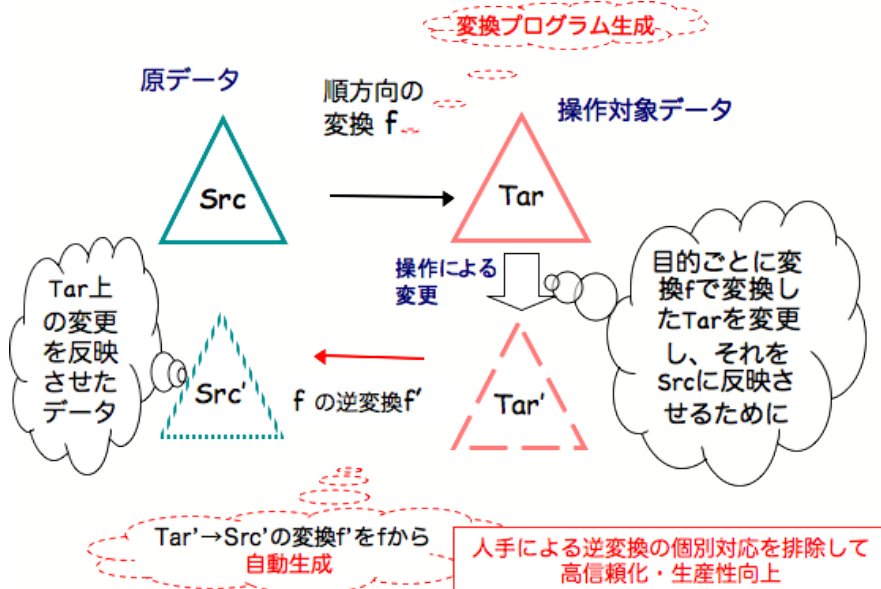 変換プログラム生成
原データ
順方向の
変換 f
操作対象データ
Src
Tar
操作による
変更
目的ごとに変
換fで変換し
たTarを変更
し、それを
Srcに反映さ
せるために
Tar上
の変更
を反映
させた
データ
Src'
f の逆変換f'
Tar'
Tar'→Src'の変換f'をfから
自動生成
人手による逆変換の個別対応を排除して
高信頼化・生産性向上